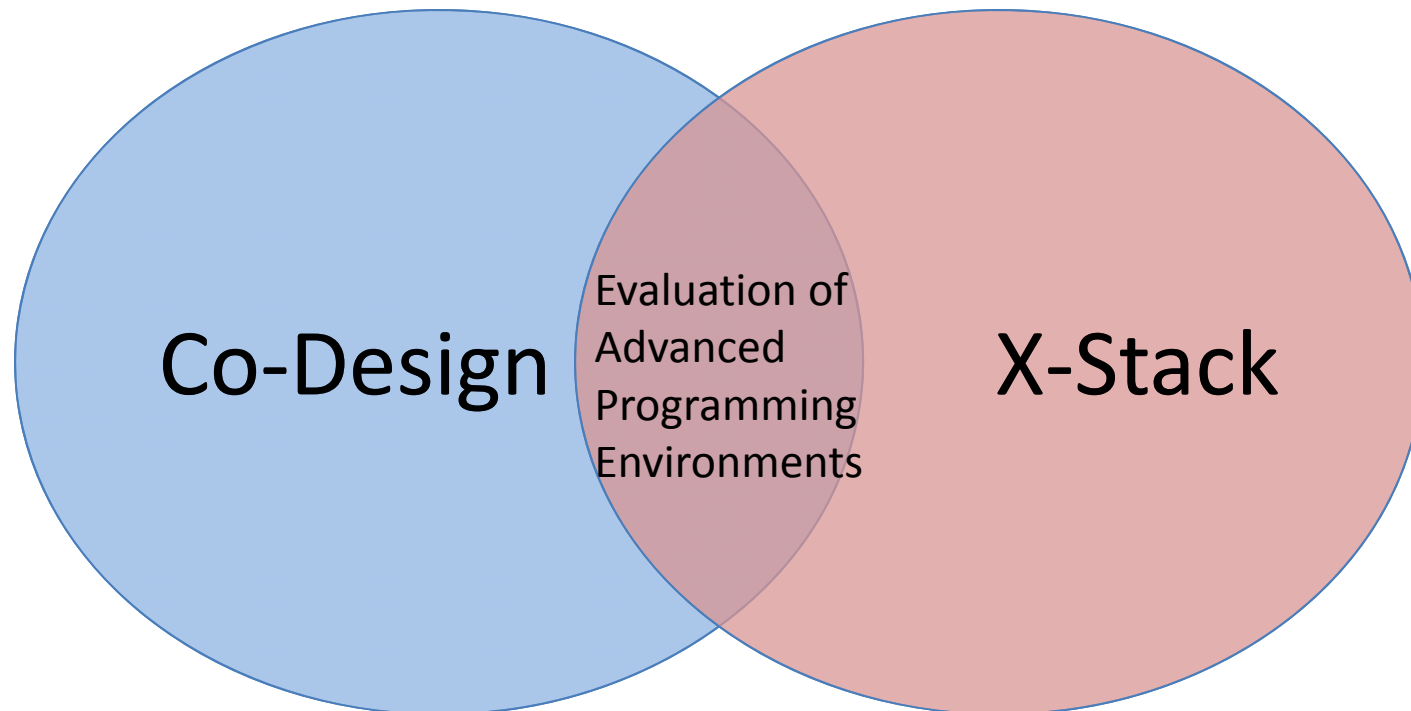 Co-Design
Evaluation of
Advanced
Programming
Environments
X-Stack